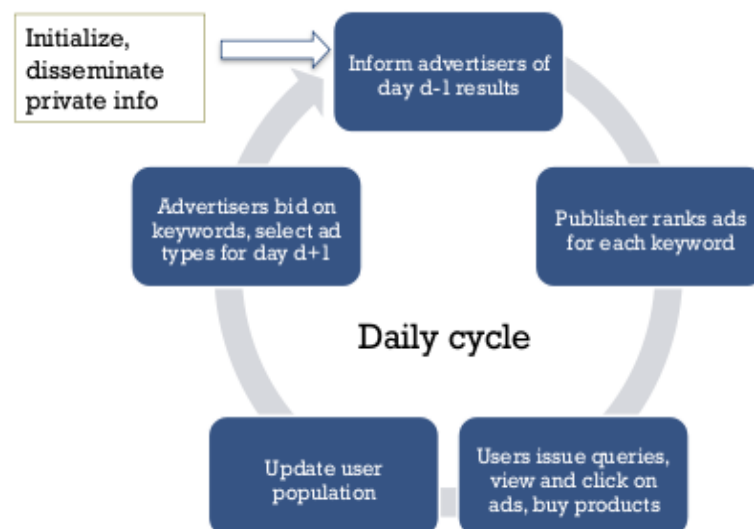 Initialize,
disseminate
private info
Inform advertisers of
day d-1 results
Publisher ranks ads
for each keyword
Users issue queries,
view and click on
ads, buy products
Update user
population
Advertisers bid on
keywords, select ad
types for day d+1
Daily cycle